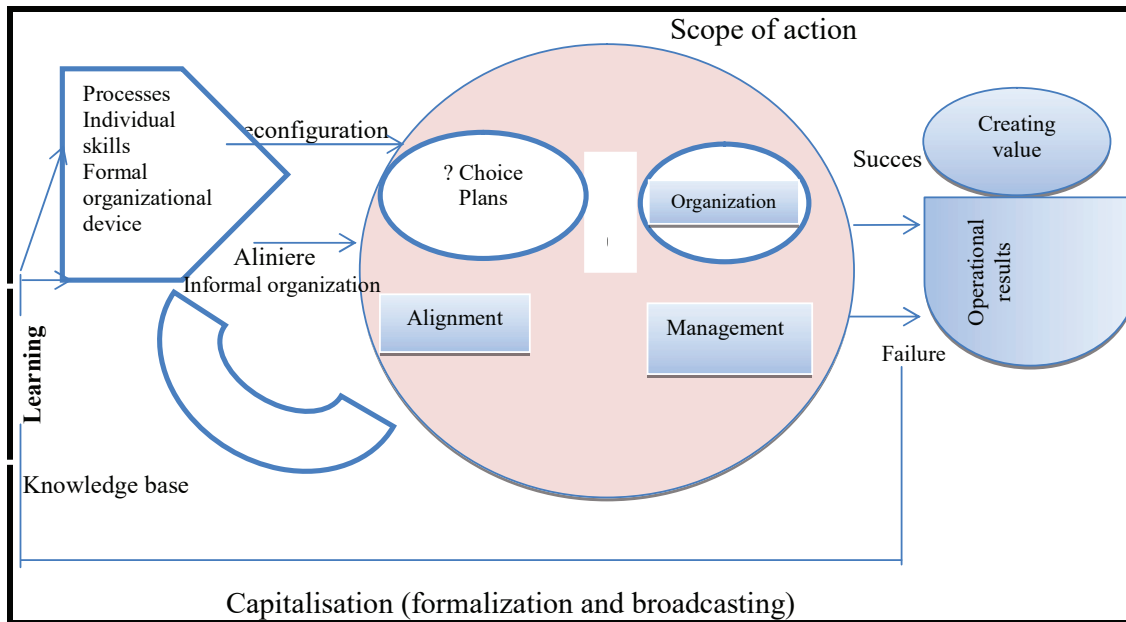 Scope of action
Processes
Individual
skills
Formal
organizational
device
econfiguration
? Choice
Plans
Organization
Succes
Creating
value
Aliniere
Informal organization
Alignment
Management
Operational
results
Failure
Learning
Knowledge base
Capitalisation (formalization and broadcasting)